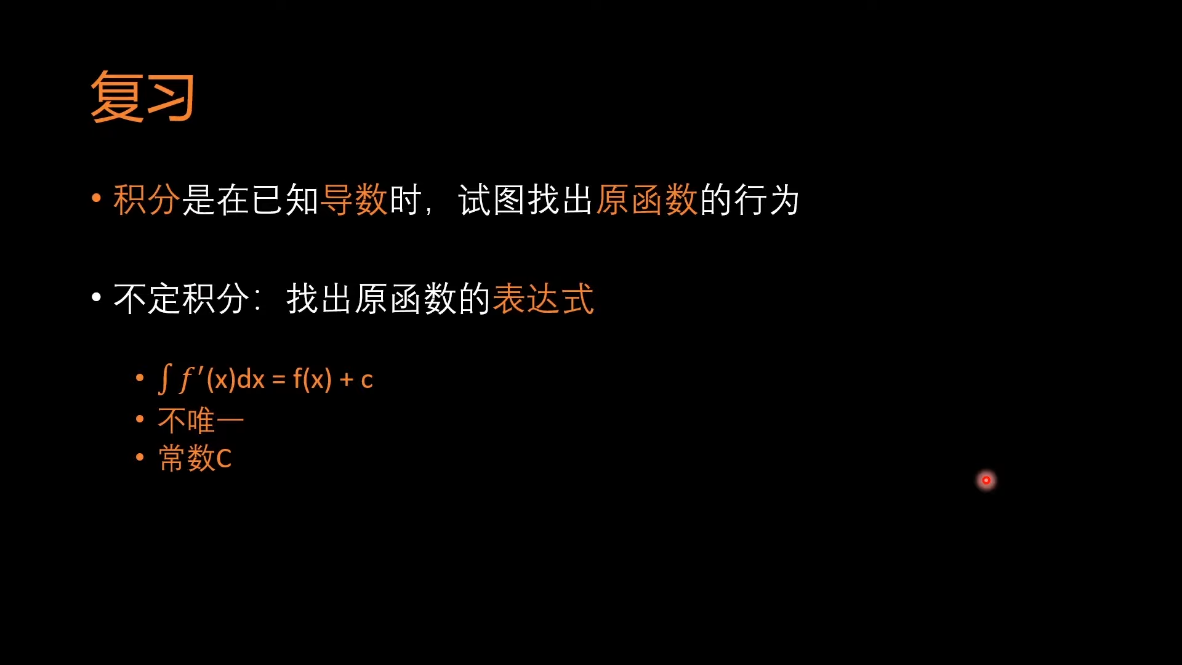 复习
• 积分是在已知导数时，试图找出原函数的行为
• 不定积分：找出原函数的表达式
• ∫ f′(x)dx = f(x) + c
• 不唯一
• 常数C